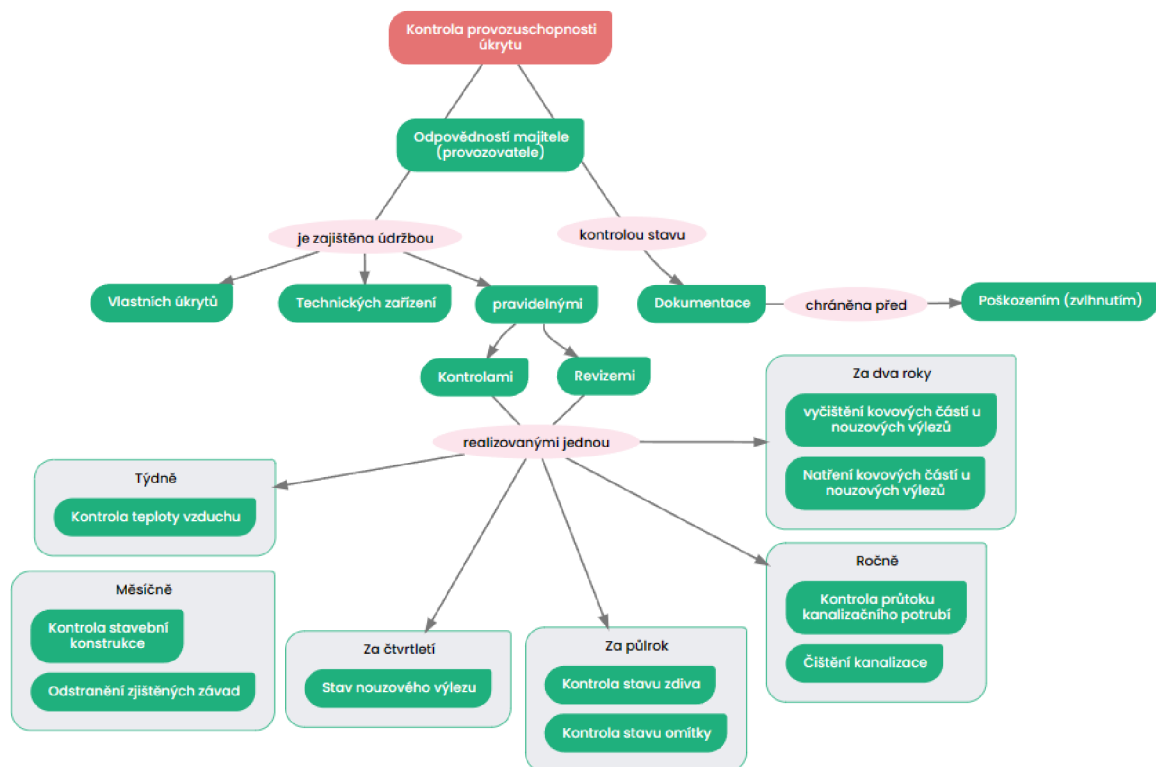 Kontrola provozuschopnosti
úkrytu
Odpovědností majitele
(provozovatele)
je zajištěna údržbou
kontrolou stavu
Vlastních úkrytů
Technických zařízení
pravidelnými
Dokumentace
chráněna před
Poškozením (zvlhnutím)
Kontrolami
Revizemi
realizovanými jednou
Za dva roky
vyčištění kovových částí u
nouzových výlezů
Natření kovových částí u
nouzových výlezů
Týdně
Kontrola teploty vzduchu
Měsíčně
Kontrola stavební
konstrukce
Odstranění zjištěných závad
Za čtvrtletí
Stav nouzového výlezu
Za půlrok
Kontrola stavu zdiva
Kontrola stavu omítky
Ročně
Kontrola průtoku
kanalizačního potrubí
Čištění kanalizace